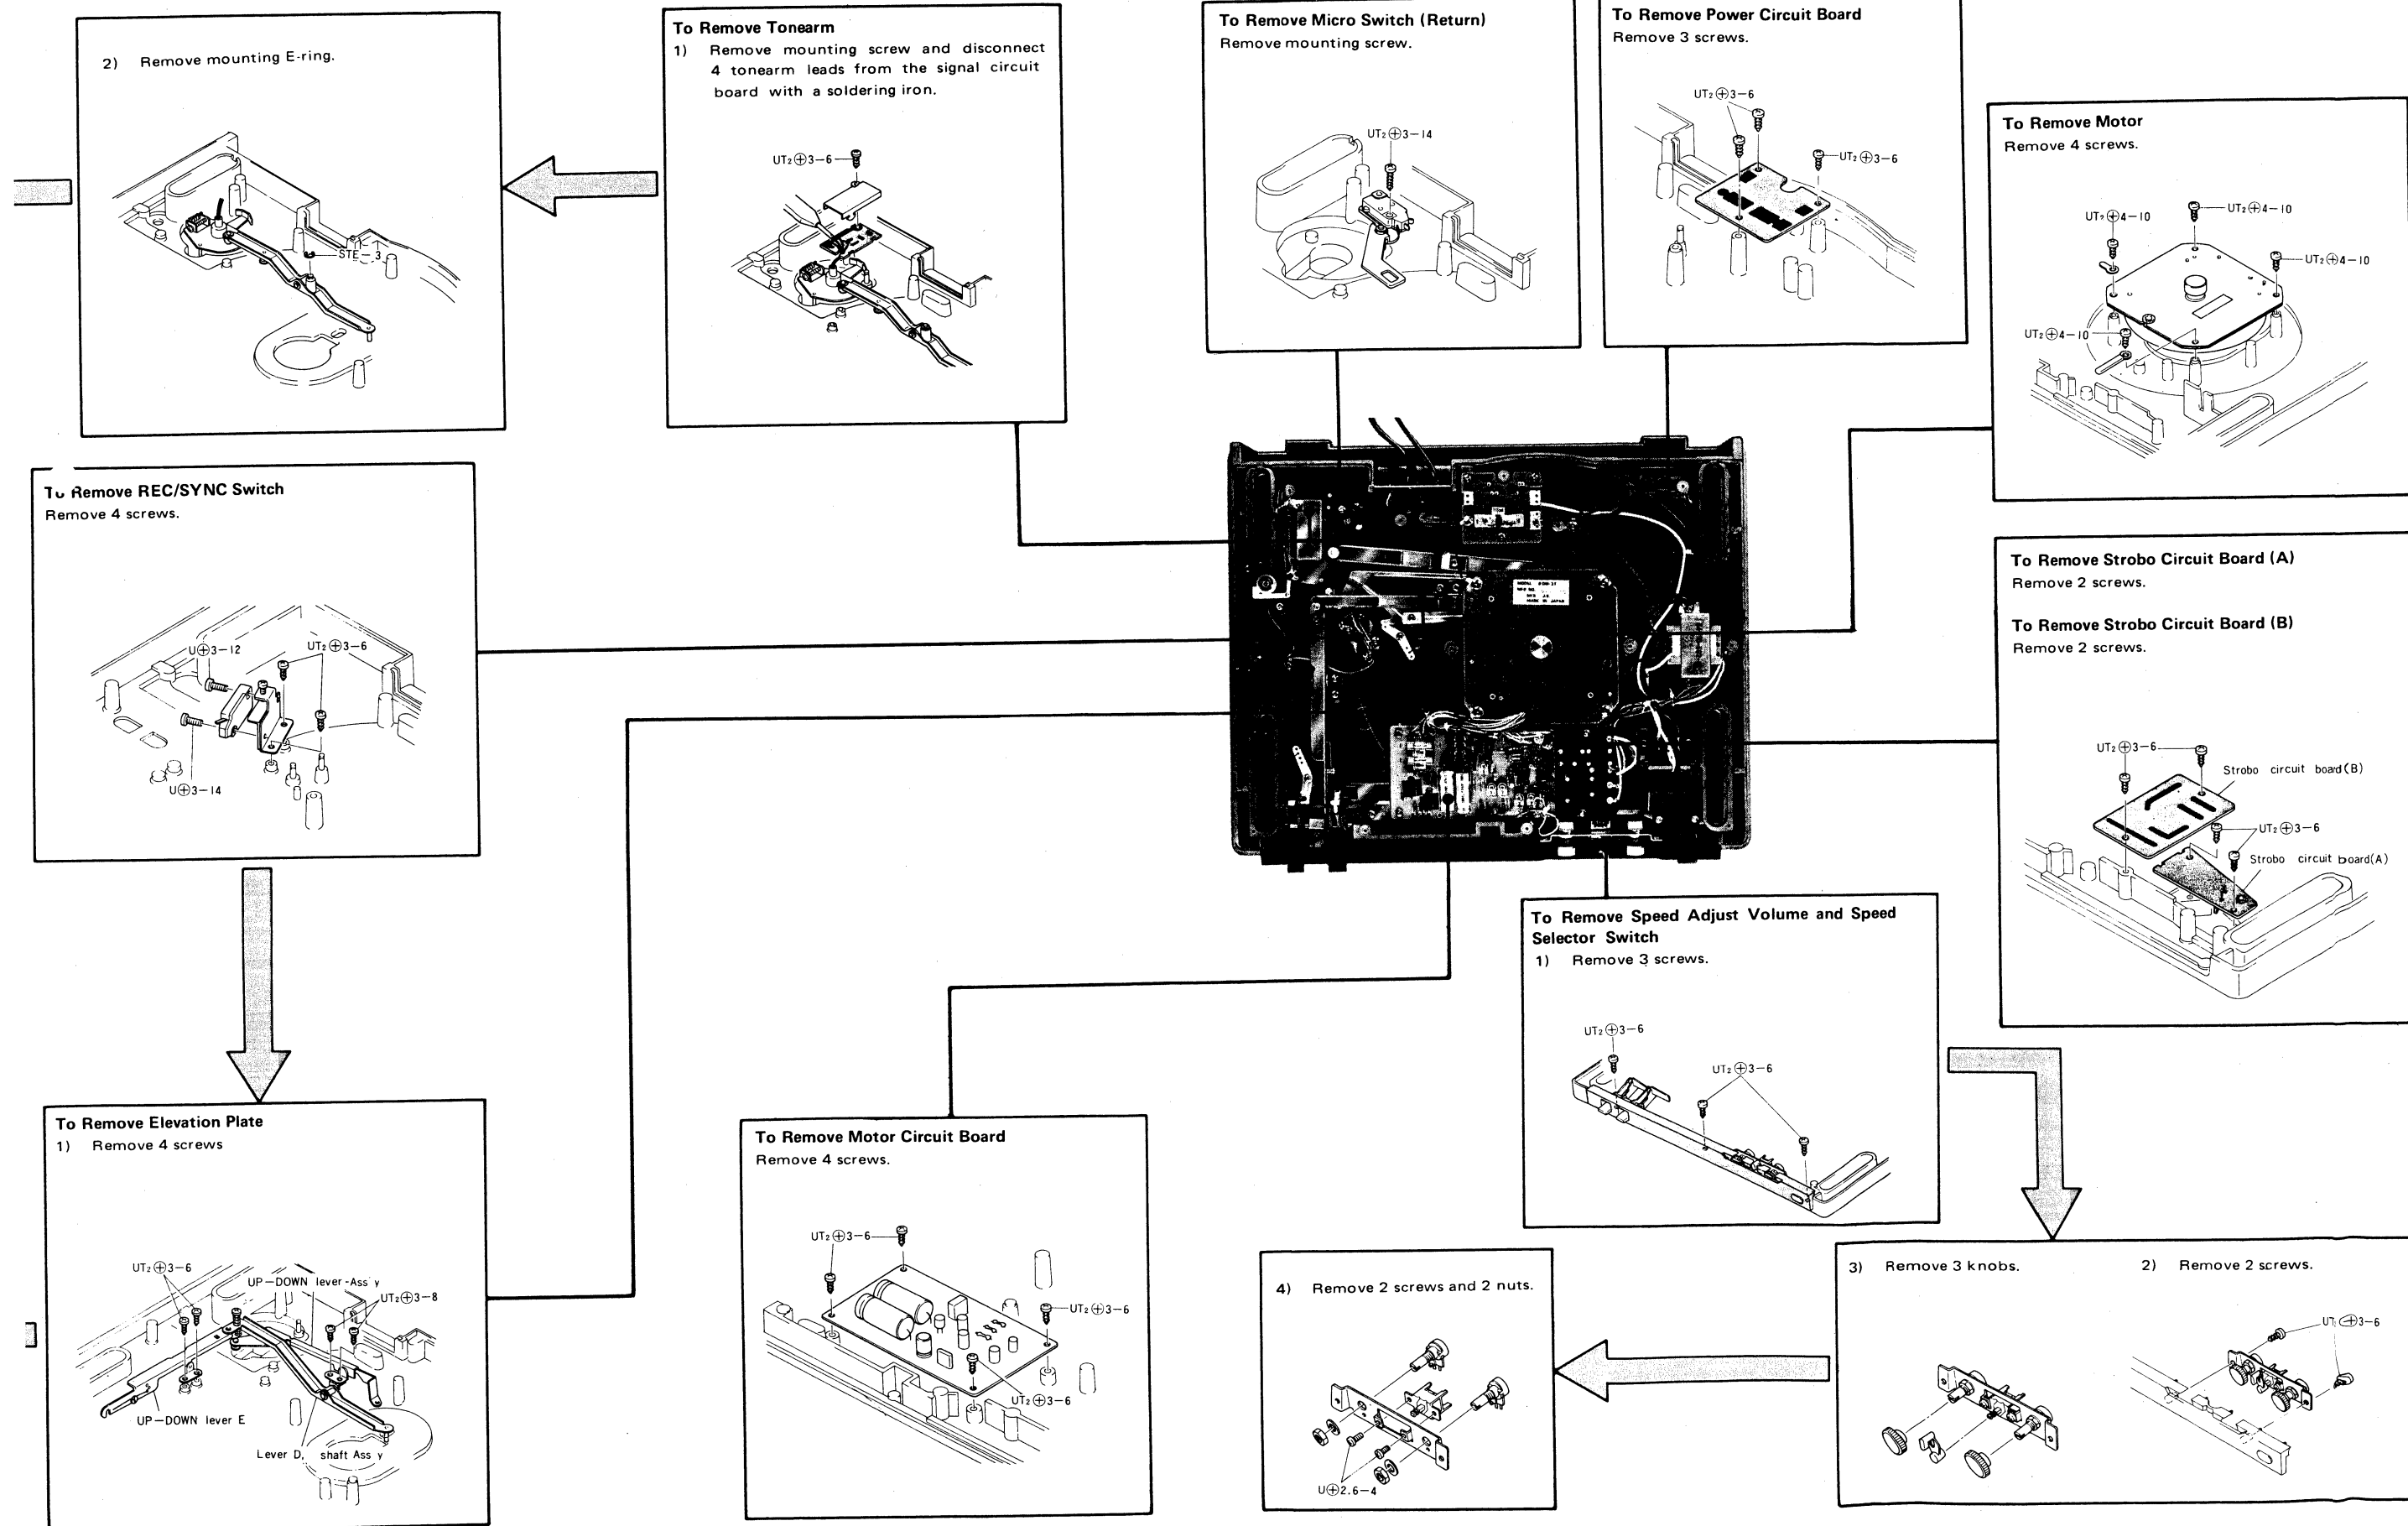 2) Remove mounting E-ring.
STE-3
To Remove Tonearm
1) Remove mounting screw and disconnect
4 tonearm leads from the signal circuit
board with a soldering iron.
UT2⊕3-6
To Remove Micro Switch (Return)
Remove mounting screw.
UT2⊕3-14
To Remove Power Circuit Board
Remove 3 screws.
UT2⊕3-6
UT2⊕3-6
To Remove Motor
Remove 4 screws.
UT2⊕4-10
UT2⊕4-10
UT2⊕4-10
UT2⊕4-10
To Remove REC/SYNC Switch
Remove 4 screws.
U⊕3-12
UT2⊕3-6
U⊕3-14
To Remove Strobo Circuit Board (A)
Remove 2 screws.
To Remove Strobo Circuit Board (B)
Remove 2 screws.
UT2⊕3-6
Strobo circuit board(B)
UT2⊕3-6
Strobo circuit board(A)
To Remove Speed Adjust Volume and Speed
Selector Switch
1) Remove 3 screws.
UT2⊕3-6
UT2⊕3-6
To Remove Elevation Plate
1) Remove 4 screws
UT2⊕3-6
UP-DOWN lever-Ass'y
UT2⊕3-8
UP-DOWN lever E
Lever D, shaft Ass y
To Remove Motor Circuit Board
Remove 4 screws.
UT2⊕3-6
UT2⊕3-6
UT2⊕3-6
4) Remove 2 screws and 2 nuts.
U⊕2.6-4
3) Remove 3 knobs.
2) Remove 2 screws.
UT⊕3-6